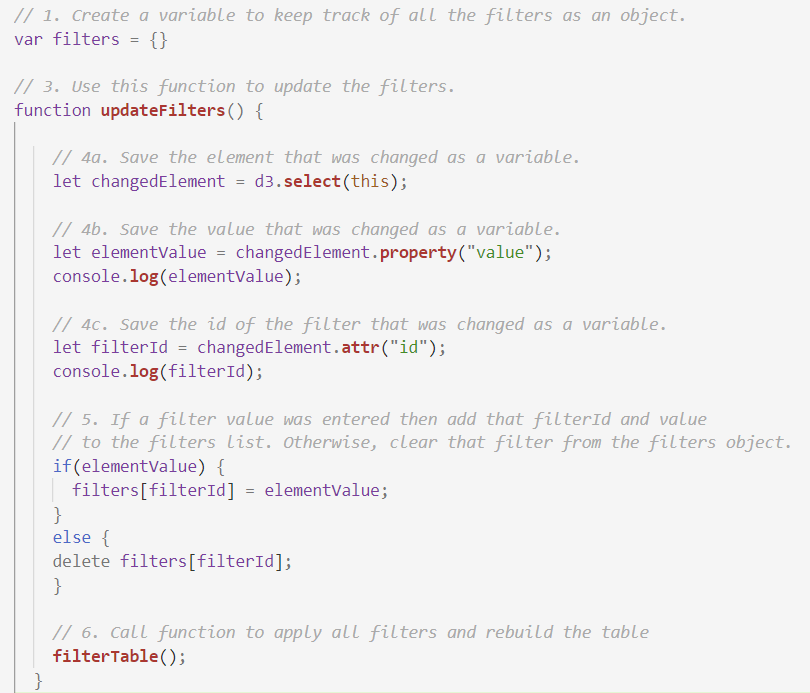 // 1. Create a variable to keep track of all the filters as an object.
var filters = {}
// 3. Use this function to update the filters.
function updateFilters() {
// 4a. Save the element that was changed as a variable.
let changedElement = d3.select(this);
// 4b. Save the value that was changed as a variable.
let elementValue = changedElement.property("value");
console.log(elementValue);
// 4c. Save the id of the filter that was changed as a variable.
let filterId = changedElement.attr("id");
console.log(filterId);
// 5. If a filter value was entered then add that filterId and value
// to the filters list. Otherwise, clear that filter from the filters object.
if(elementValue) {
filters[filterId] = elementValue;
}
else {
delete filters[filterId];
}
// 6. Call function to apply all filters and rebuild the table
filterTable();
}